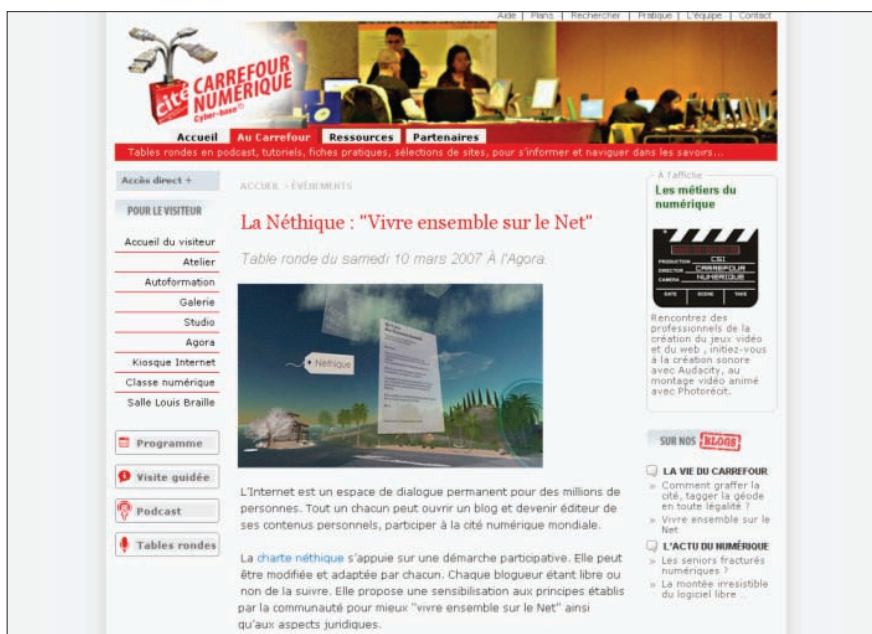 Aide | Plans | Rechercher | Pratique | L'équipe | Contact
cité
CARREFOUR
NUMÉRIQUE
Cyber-base
Accueil Au Carrefour Ressources Partenaires
Tables rondes en podcast, tutoriels, fiches pratiques, sélections de sites, pour s'informer et naviguer dans les savoirs...
Accès direct +
POUR LE VISITEUR
Accueil du visiteur
Atelier
Autoformation
Galerie
Studio
Agora
Kiosque Internet
Classe numérique
Salle Louis Braille
Programme
Visite guidée
Podcast
Tables rondes
ACCUEIL > ÉVÉNEMENTS
La Néthique : "Vivre ensemble sur le Net"
Table ronde du samedi 10 mars 2007 À l'Agora.
Néthique
L'Internet est un espace de dialogue permanent pour des millions de
personnes. Tout un chacun peut ouvrir un blog et devenir éditeur de
ses contenus personnels, participer à la cité numérique mondiale.
La charte néthique s'appuie sur une démarche participative. Elle peut
être modifiée et adaptée par chacun. Chaque blogueur étant libre ou
non de la suivre. Elle propose une sensibilisation aux principes établis
par la communauté pour mieux "vivre ensemble sur le Net" ainsi
qu'aux aspects juridiques.
À l'affiche
Les métiers du
numérique
PRODUCTION CSI
DIRECTOR CARREFOUR
CAMERA NUMERIQUE
DATE SCENE TAKE
Rencontrez des
professionnels de la
création du jeux vidéo
et du web , initiez-vous
à la création sonore
avec Audacity, au
montage vidéo animé
avec Photorécit.
SUR NOS BLOGS
LA VIE DU CARREFOUR
» Comment graffer la
cité, tagger la géode
en toute légalité ?
» Vivre ensemble sur le
Net
L'ACTU DU NUMÉRIQUE
» Les seniors fracturés
numériques ?
» La montée irresistible
du logiciel libre ...